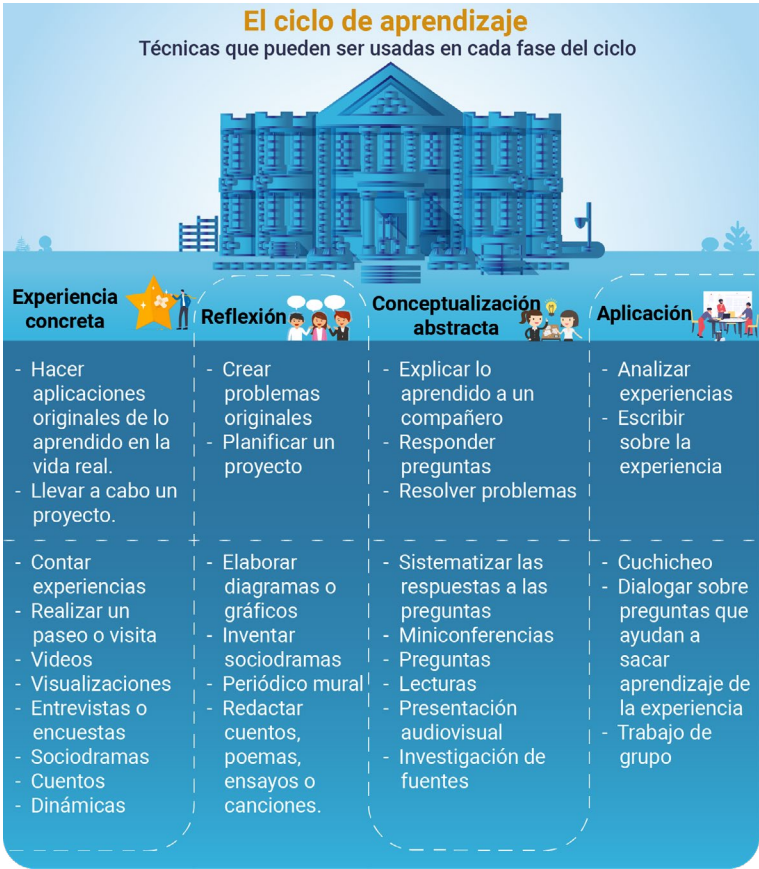 El ciclo de aprendizaje
Técnicas que pueden ser usadas en cada fase del ciclo
Experiencia
concreta
Reflexión
Conceptualización
abstracta
Aplicación
- Hacer
aplicaciones
originales de lo
aprendido en la
vida real.
- Llevar a cabo un
proyecto.
- Crear
problemas
originales
- Planificar un
proyecto
- Explicar lo
aprendido a un
compañero
- Responder
preguntas
- Resolver problemas
- Analizar
experiencias
- Escribir
sobre la
experiencia
- Contar
experiencias
- Realizar un
paseo o visita
- Videos
- Visualizaciones
- Entrevistas o
encuestas
- Sociodramas
- Cuentos
- Dinámicas
- Elaborar
diagramas o
gráficos
- Inventar
sociodramas
- Periódico mural
- Redactar
cuentos,
poemas,
ensayos o
canciones.
- Sistematizar las
respuestas a las
preguntas
- Miniconferencias
- Preguntas
- Lecturas
- Presentación
audiovisual
- Investigación de
fuentes
- Cuchicheo
- Dialogar sobre
preguntas que
ayudan a
sacar
aprendizaje de
la experiencia
- Trabajo de
grupo